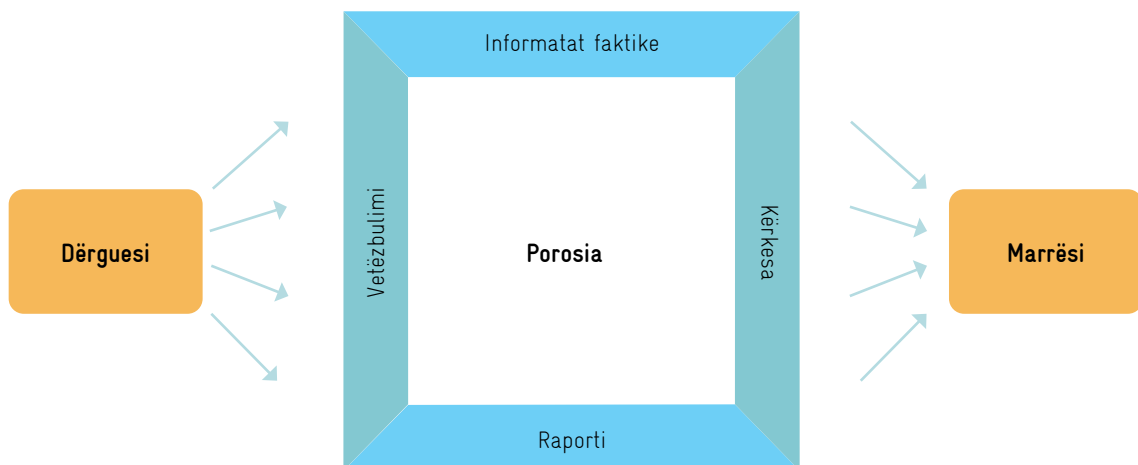 Informatat faktike
Dërguesi
Vetëzbulimi
Porosia
Kërkesa
Marrësi
Raporti